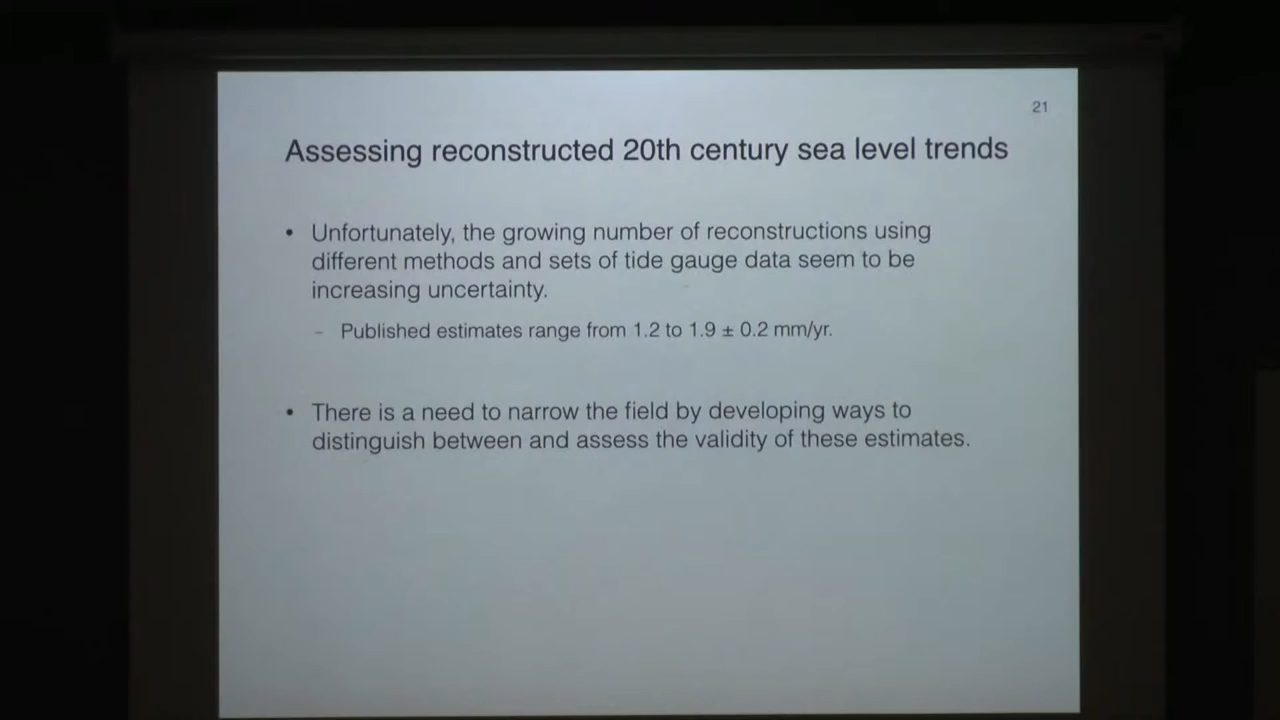 21
Assessing reconstructed 20th century sea level trends
• Unfortunately, the growing number of reconstructions using
different methods and sets of tide gauge data seem to be
increasing uncertainty.
– Published estimates range from 1.2 to 1.9 ± 0.2 mm/yr.
• There is a need to narrow the field by developing ways to
distinguish between and assess the validity of these estimates.